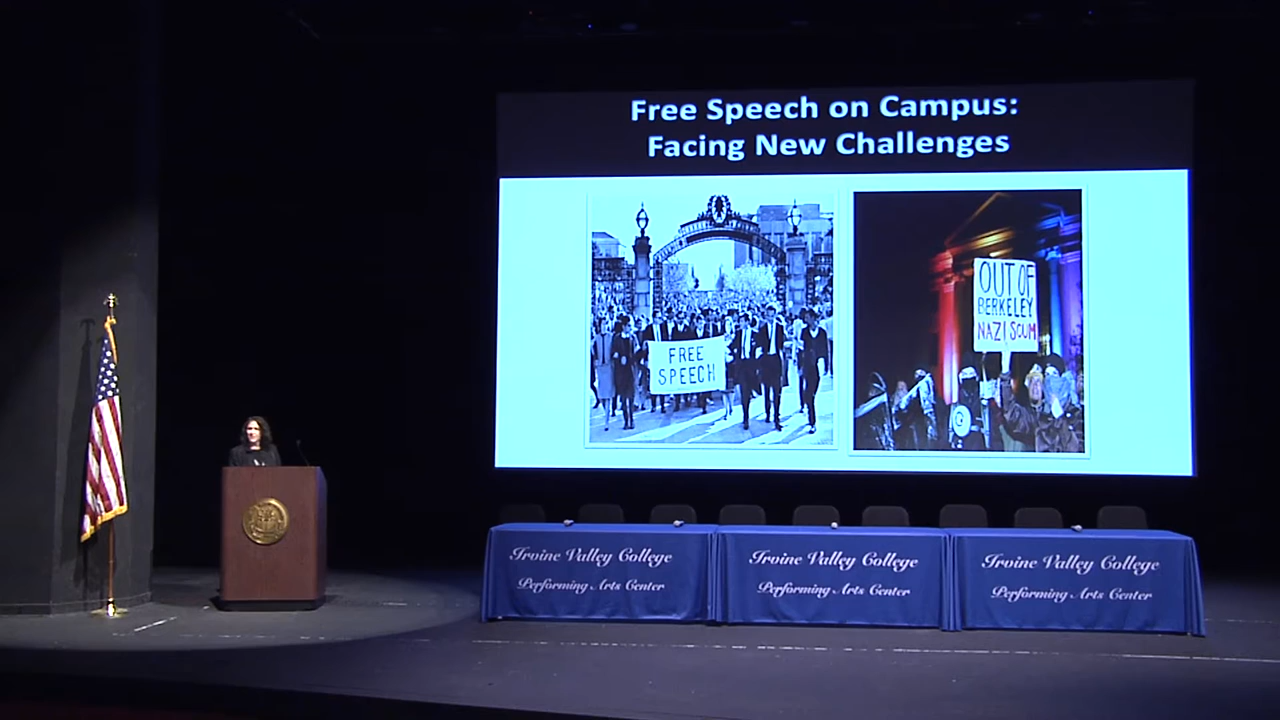 Free Speech on Campus:
Facing New Challenges
FREE
SPEECH
OUT OF
BERKELEY
NAZI SCUM
Irvine Valley College
Performing Arts Center
Irvine Valley College
Performing Arts Center
Irvine Valley College
Performing Arts Center